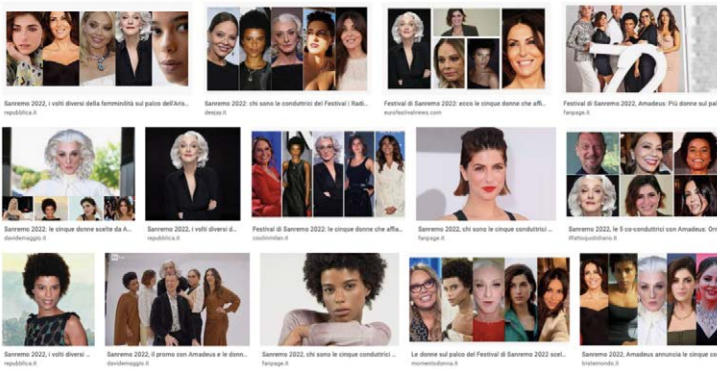 Sanremo 2022, i volti diversi della femminilità sul palco dell'Aris...
repubblica.it
Sanremo 2022: chi sono le conduttrici del Festival | Radi...
deejay.it
Festival di Sanremo 2022: ecco le cinque donne che affi...
eurofestivalnews.com
Festival di Sanremo 2022, Amadeus: Più donne sul pal
fanpage.it
Sanremo 2022: le cinque donne scelte da A...
davidemaggio.it
Sanremo 2022, i volti diversi d...
repubblica.it
Festival di Sanremo 2022: le cinque donne che affia...
Sanremo 2022, chi sono le cinque conduttrici ...
fanpage.it
Sanremo 2022, le 5 co-conduttrici con Amadeus: Orn
ilfattoquotidiano.it
Sanremo 2022, i volti diversi ...
repubblica.it
Sanremo 2022, il promo con Amadeus e le donn...
davidemaggio.it
Sanremo 2022, chi sono le cinque conduttrici ...
fanpage.it
Le donne sul palco del Festival di Sanremo 2022 scel...
momentodonna.it
Sanremo 2022, Amadeus annuncia le cinque co